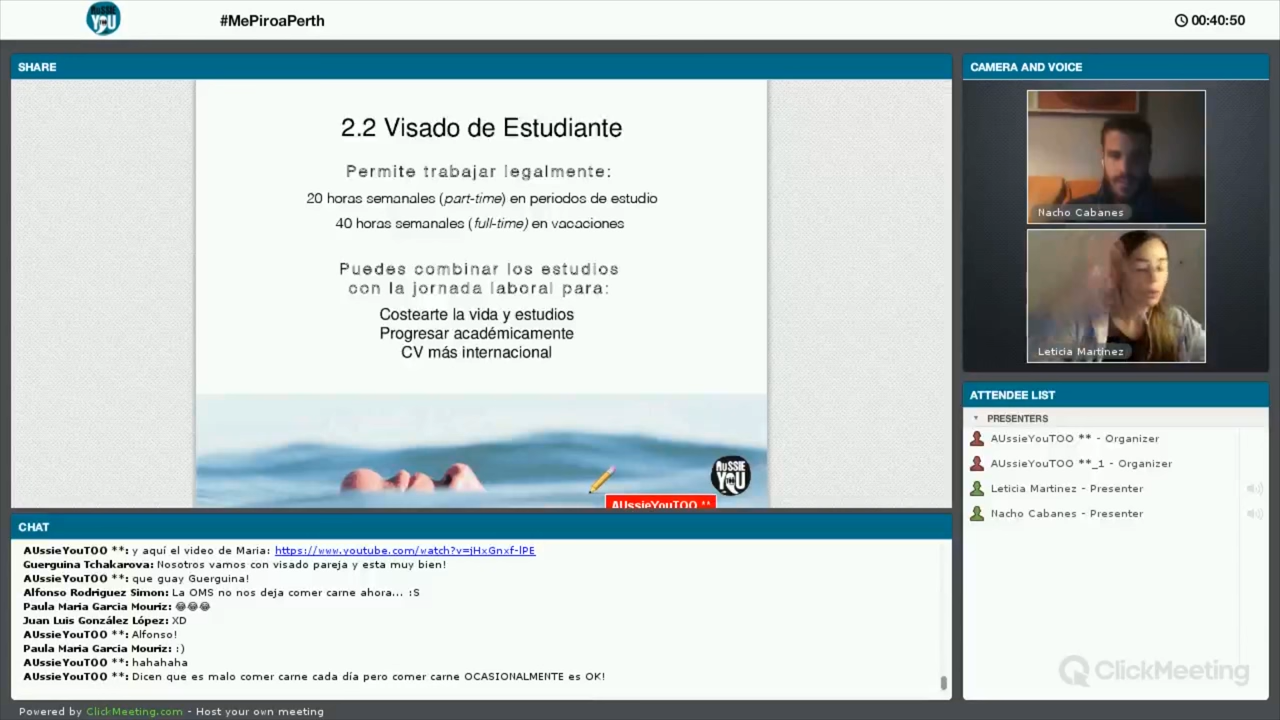 AUSSIE
YOU
#MePiroaPerth
00:40:50
SHARE
2.2 Visado de Estudiante
Permite trabajar legalmente:
20 horas semanales (part-time) en periodos de estudio
40 horas semanales (full-time) en vacaciones
Puedes combinar los estudios
con la jornada laboral para:
Costearte la vida y estudios
Progresar académicamente
CV más internacional
AUSSIE
YOU
AUssieYouTOO **
CAMERA AND VOICE
Nacho Cabanes
Leticia Martinez
ATTENDEE LIST
PRESENTERS
AUssieYouTOO ** - Organizer
AUssieYouTOO **_1 - Organizer
Leticia Martinez - Presenter
Nacho Cabanes - Presenter
ClickMeeting
CHAT
AUssieYouTOO **: y aquí el video de Maria: https://www.youtube.com/watch?v=jHxGnxf-lPE
Guerguina Tchakarova: Nosotros vamos con visado pareja y esta muy bien!
AUssieYouTOO **: que guay Guerguina!
Alfonso Rodriguez Simon: La OMS no nos deja comer carne ahora... :S
Paula Maria Garcia Mouriz: 😂😂😂
Juan Luis González López: XD
AUssieYouTOO **: Alfonso!
Paula Maria Garcia Mouriz: :)
AUssieYouTOO **: hahahaha
AUssieYouTOO **: Dicen que es malo comer carne cada día pero comer carne OCASIONALMENTE es OK!
Powered by ClickMeeting.com - Host your own meeting